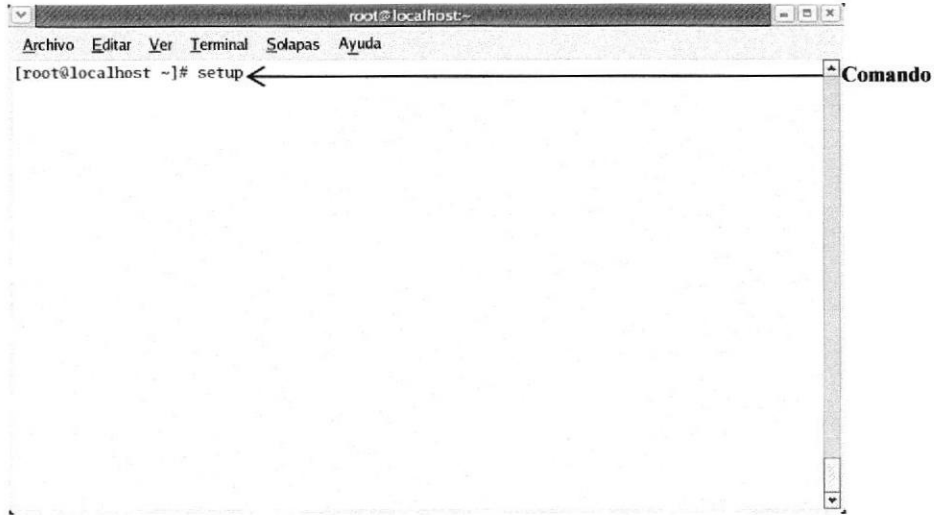 root@localhost:~
Archivo Editar Ver Terminal Solapas Ayuda
[root@localhost ~]# setup
Comando